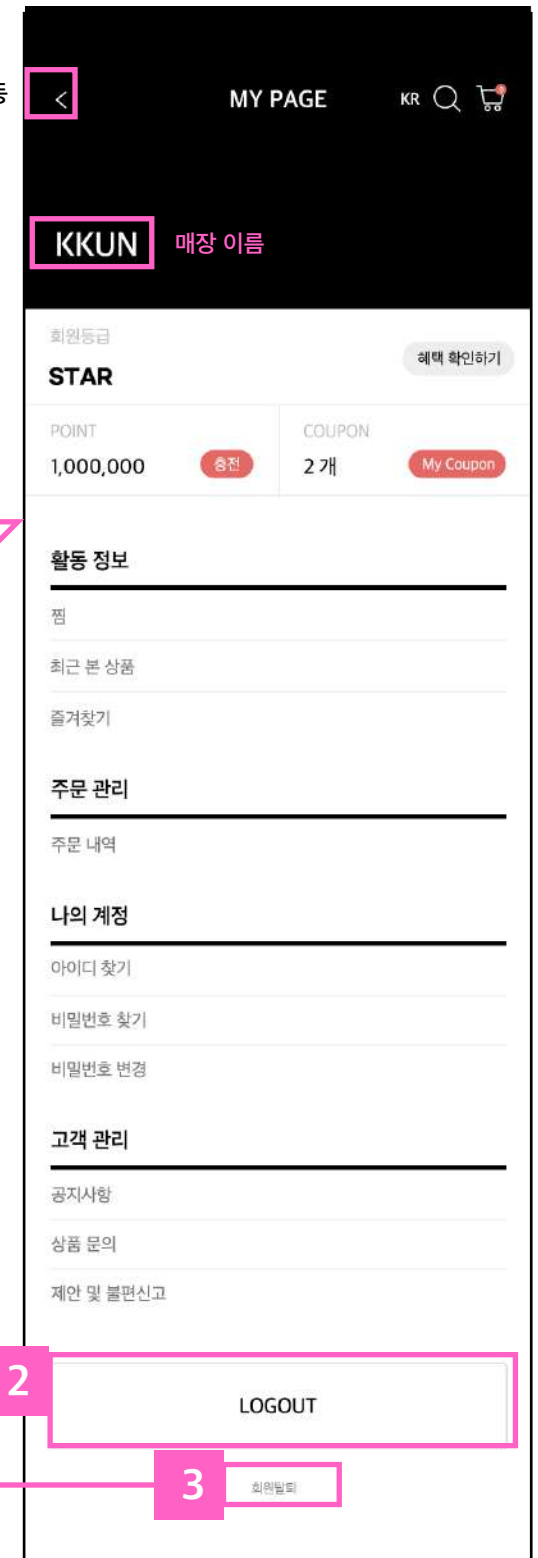 <
MY PAGE
KR
KKUN
매장 이름
회원등급
STAR
혜택 확인하기
POINT
COUPON
1,000,000
충전
2 개
My Coupon
활동 정보
찜
최근 본 상품
즐겨찾기
주문 관리
주문 내역
나의 계정
아이디 찾기
비밀번호 찾기
비밀번호 변경
고객 관리
공지사항
상품 문의
제안 및 불편신고
2
LOGOUT
3
회원탈퇴